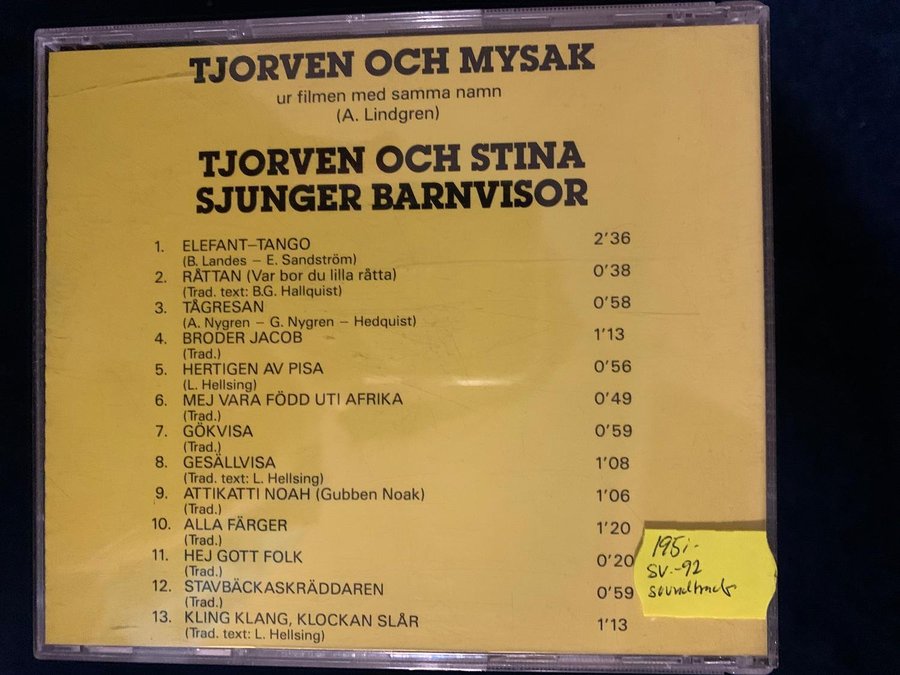 TJORVEN OCH MYSAK
ur filmen med samma namn
(A. Lindgren)
TJORVEN OCH STINA
SJUNGER BARNVISOR
1. ELEFANT–TANGO 2'36
(B. Landes – E. Sandström)
2. RÅTTAN (Var bor du lilla råtta) 0'38
(Trad. text: B.G. Hallquist)
3. TÅGRESAN 0'58
(A. Nygren – G. Nygren – Hedquist)
4. BRODER JACOB 1'13
(Trad.)
5. HERTIGEN AV PISA 0'56
(L. Hellsing)
6. MEJ VARA FÖDD UTI AFRIKA 0'49
(Trad.)
7. GÖKVISA 0'59
(Trad.)
8. GESÄLLVISA 1'08
(Trad. text: L. Hellsing)
9. ATTIKATTI NOAH (Gubben Noak) 1'06
(Trad.)
10. ALLA FÄRGER 1'20
(Trad.)
11. HEJ GOTT FOLK 0'20
(Trad.)
12. STAVBÄCKASKRÄDDAREN 0'59
(Trad.)
13. KLING KLANG, KLOCKAN SLÅR 1'13
(Trad. text: L. Hellsing)
195:-
SV.-92
soundtrack